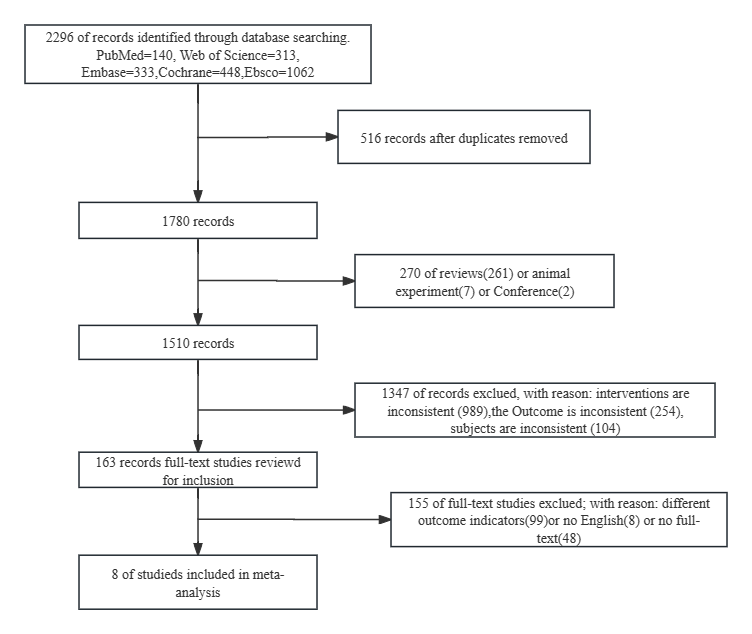 2296 of records identified through database searching.
PubMed=140, Web of Science=313,
Embase=333,Cochrane=448,Ebsco=1062
516 records after duplicates removed
1780 records
270 of reviews(261) or animal
experiment(7) or Conference(2)
1510 records
1347 of records exclued, with reason: interventions are
inconsistent (989),the Outcome is inconsistent (254),
subjects are inconsistent (104)
163 records full-text studies reviewd
for inclusion
155 of full-text studies exclued; with reason: different
outcome indicators(99)or no English(8) or no full-
text(48)
8 of studieds included in meta-
analysis